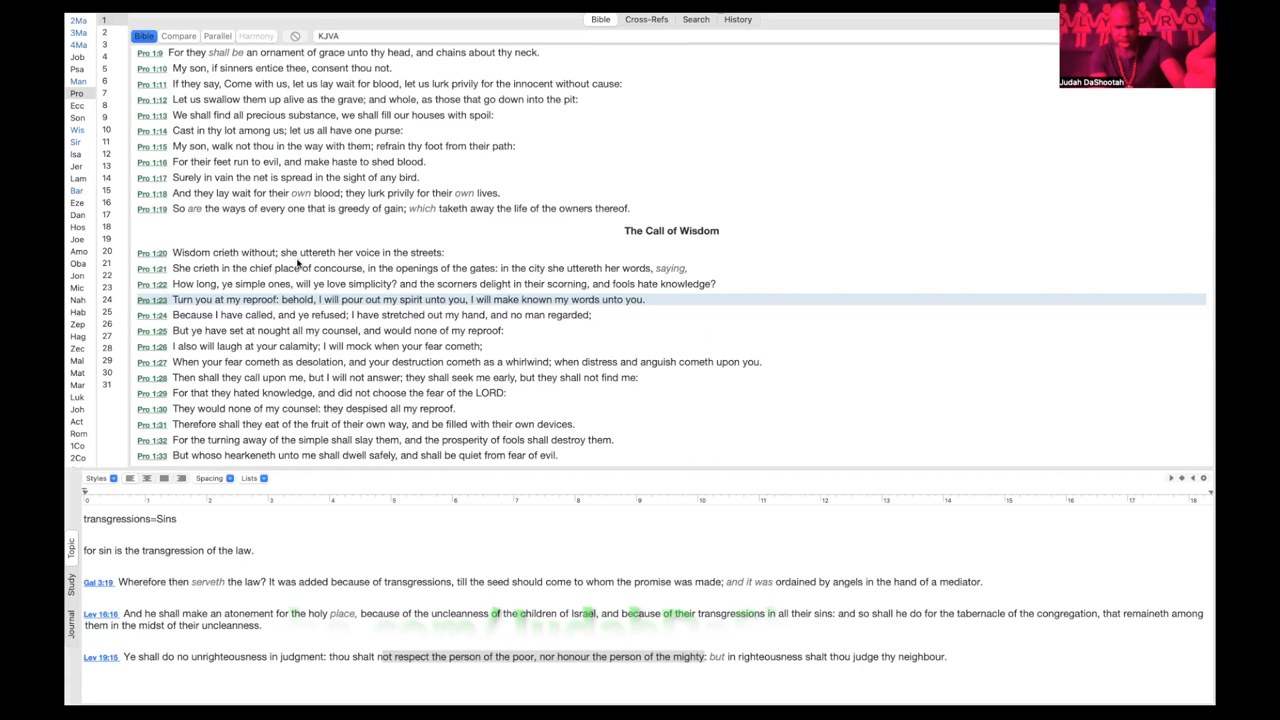 Bible Cross-Refs Search History
Bible Compare Parallel Harmony KJVA
Judah DaShootah
2Ma 1
3Ma 2
4Ma 3
Job 4
Psa 5
Man 6
Pro 7
Ecc 8
Son 9
Wis 10
Sir 11
Isa 12
Jer 13
Lam 14
Bar 15
Eze 16
Dan 17
Hos 18
Joe 19
Amo 20
Oba 21
Jon 22
Mic 23
Nah 24
Hab 25
Zep 26
Hag 27
Zec 28
Mal 29
Mat 30
Mar 31
Luk
Joh
Act
Rom
1Co
2Co
Pro 1:9 For they shall be an ornament of grace unto thy head, and chains about thy neck.
Pro 1:10 My son, if sinners entice thee, consent thou not.
Pro 1:11 If they say, Come with us, let us lay wait for blood, let us lurk privily for the innocent without cause:
Pro 1:12 Let us swallow them up alive as the grave; and whole, as those that go down into the pit:
Pro 1:13 We shall find all precious substance, we shall fill our houses with spoil:
Pro 1:14 Cast in thy lot among us; let us all have one purse:
Pro 1:15 My son, walk not thou in the way with them; refrain thy foot from their path:
Pro 1:16 For their feet run to evil, and make haste to shed blood.
Pro 1:17 Surely in vain the net is spread in the sight of any bird.
Pro 1:18 And they lay wait for their own blood; they lurk privily for their own lives.
Pro 1:19 So are the ways of every one that is greedy of gain; which taketh away the life of the owners thereof.
The Call of Wisdom
Pro 1:20 Wisdom crieth without; she uttereth her voice in the streets:
Pro 1:21 She crieth in the chief place of concourse, in the openings of the gates: in the city she uttereth her words, saying,
Pro 1:22 How long, ye simple ones, will ye love simplicity? and the scorners delight in their scorning, and fools hate knowledge?
Pro 1:23 Turn you at my reproof: behold, I will pour out my spirit unto you, I will make known my words unto you.
Pro 1:24 Because I have called, and ye refused; I have stretched out my hand, and no man regarded;
Pro 1:25 But ye have set at nought all my counsel, and would none of my reproof:
Pro 1:26 I also will laugh at your calamity; I will mock when your fear cometh;
Pro 1:27 When your fear cometh as desolation, and your destruction cometh as a whirlwind; when distress and anguish cometh upon you.
Pro 1:28 Then shall they call upon me, but I will not answer; they shall seek me early, but they shall not find me:
Pro 1:29 For that they hated knowledge, and did not choose the fear of the LORD:
Pro 1:30 They would none of my counsel: they despised all my reproof.
Pro 1:31 Therefore shall they eat of the fruit of their own way, and be filled with their own devices.
Pro 1:32 For the turning away of the simple shall slay them, and the prosperity of fools shall destroy them.
Pro 1:33 But whoso hearkeneth unto me shall dwell safely, and shall be quiet from fear of evil.
Styles Spacing Lists
0 1 2 3 4 5 6 7 8 9 10 11 12 13 14 15 16 17 18
Topic
Study
Journal
transgressions=Sins
for sin is the transgression of the law.
Gal 3:19 Wherefore then serveth the law? It was added because of transgressions, till the seed should come to whom the promise was made; and it was ordained by angels in the hand of a mediator.
Lev 16:16 And he shall make an atonement for the holy place, because of the uncleanness of the children of Israel, and because of their transgressions in all their sins: and so shall he do for the tabernacle of the congregation, that remaineth among
them in the midst of their uncleanness.
Lev 19:15 Ye shall do no unrighteousness in judgment: thou shalt not respect the person of the poor, nor honour the person of the mighty: but in righteousness shalt thou judge thy neighbour.